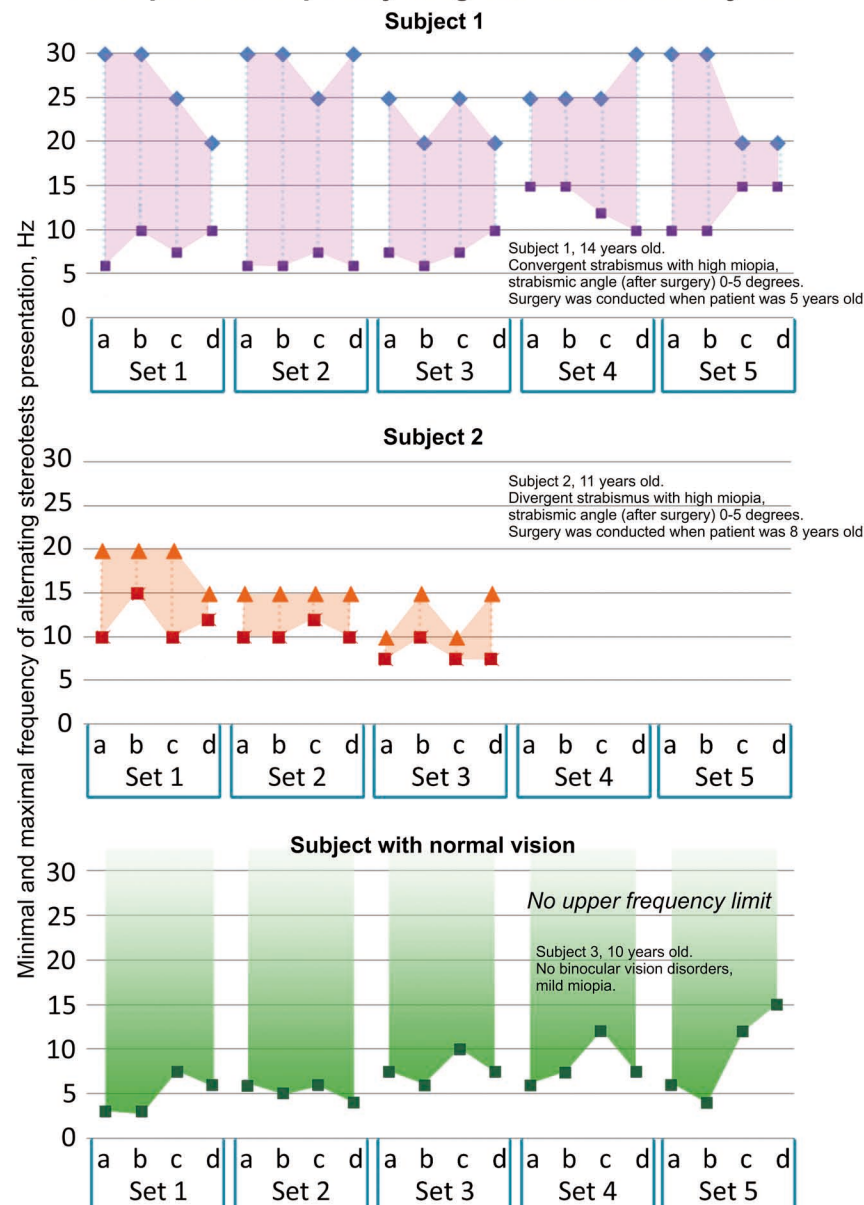 Subject 1
Minimal and maximal frequency of alternating stereotests presentation, Hz
30
25
20
15
10
5
0
Subject 1, 14 years old.
Convergent strabismus with high miopia,
strabismic angle (after surgery) 0-5 degrees.
Surgery was conducted when patient was 5 years old
a b c d a b c d a b c d a b c d a b c d
Set 1 Set 2 Set 3 Set 4 Set 5
Subject 2
30
25
20
15
10
5
0
Subject 2, 11 years old.
Divergent strabismus with high miopia,
strabismic angle (after surgery) 0-5 degrees.
Surgery was conducted when patient was 8 years old
a b c d a b c d a b c d a b c d a b c d
Set 1 Set 2 Set 3 Set 4 Set 5
Subject with normal vision
30
25
20
15
10
5
0
No upper frequency limit
Subject 3, 10 years old.
No binocular vision disorders,
mild miopia.
a b c d a b c d a b c d a b c d a b c d
Set 1 Set 2 Set 3 Set 4 Set 5